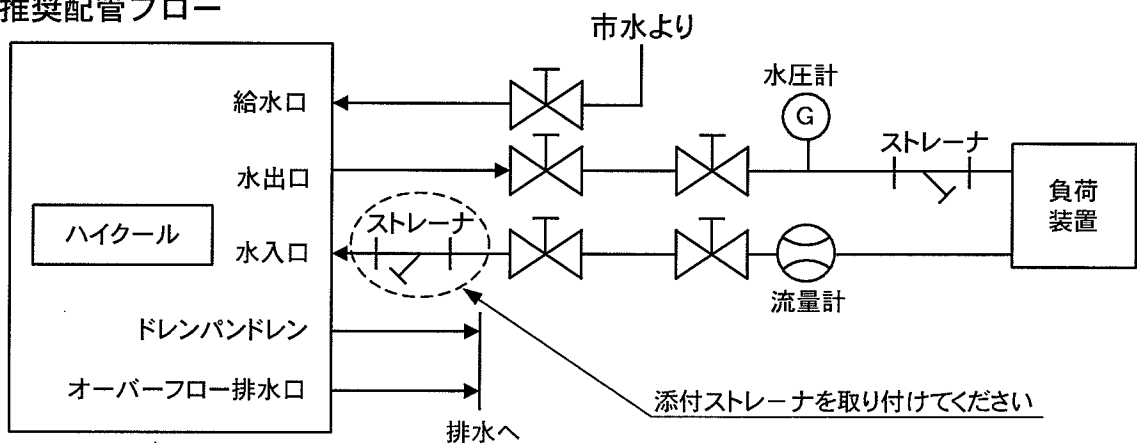 推奨配管フロー
市水より
水圧計
給水口
G
ストレーナ
水出口
負荷
装置
ストレーナ
ハイクール
水入口
流量計
ドレンパンドレン
オーバーフロー排水口
添付ストレーナを取り付けてください
排水へ